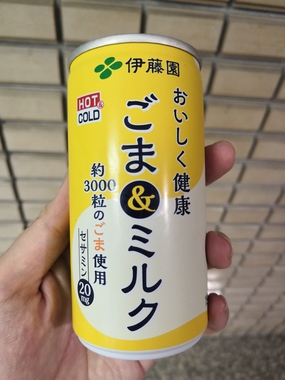 伊藤園
HOT&
COLD
おいしく健康
ごま&ミルク
約3000粒のごま使用
セサミン20mg